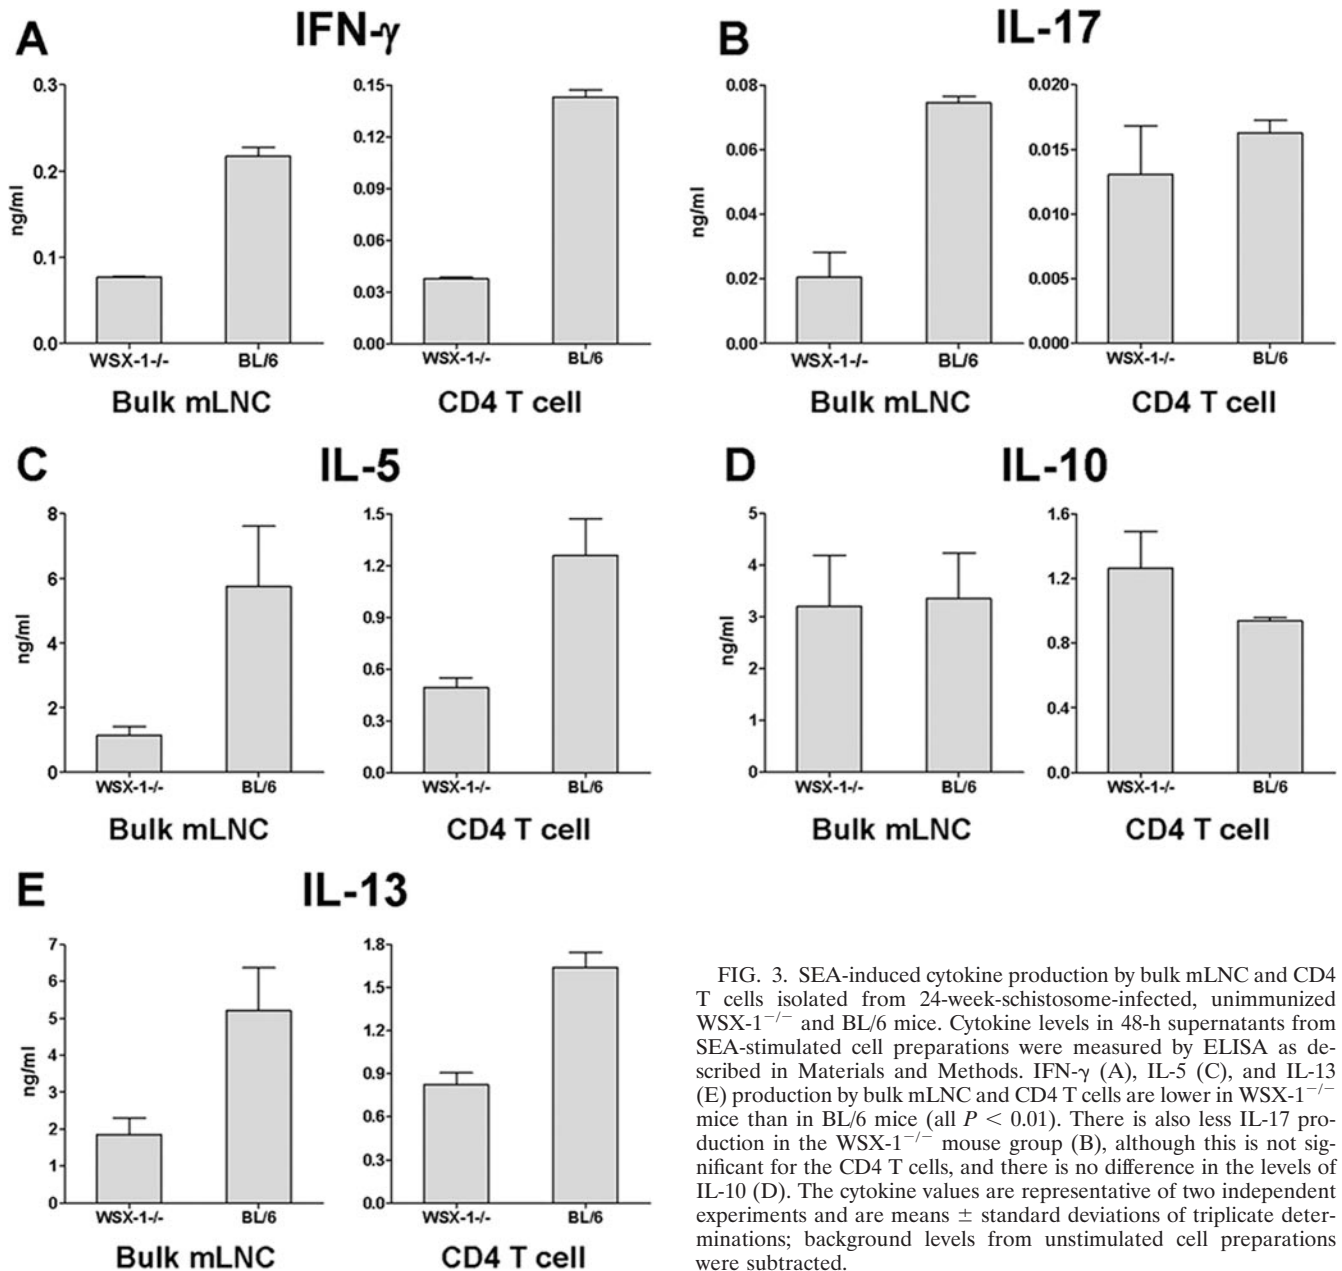 A
IFN-γ
0.3
0.2
0.1
0.0
ng/ml
WSX-1-/-
BL/6
Bulk mLNC
0.15
0.12
0.09
0.06
0.03
0.00
WSX-1-/-
BL/6
CD4 T cell
B
IL-17
0.08
0.06
0.04
0.02
0.00
ng/ml
WSX-1-/-
BL/6
Bulk mLNC
0.020
0.015
0.010
0.005
0.000
WSX-1-/-
BL/6
CD4 T cell
C
IL-5
8
6
4
2
0
ng/ml
WSX-1-/-
BL/6
Bulk mLNC
1.5
1.2
0.9
0.6
0.3
0.0
WSX-1-/-
BL/6
CD4 T cell
D
IL-10
5
4
3
2
1
0
ng/ml
WSX-1-/-
BL/6
Bulk mLNC
1.6
1.2
0.8
0.4
0.0
WSX-1-/-
BL/6
CD4 T cell
E
IL-13
7
6
5
4
3
2
1
0
ng/ml
WSX-1-/-
BL/6
Bulk mLNC
1.8
1.5
1.2
0.9
0.6
0.3
0.0
WSX-1-/-
BL/6
CD4 T cell
FIG. 3. SEA-induced cytokine production by bulk mLNC and CD4
T cells isolated from 24-week-schistosome-infected, unimmunized
WSX-1−/− and BL/6 mice. Cytokine levels in 48-h supernatants from
SEA-stimulated cell preparations were measured by ELISA as de-
scribed in Materials and Methods. IFN-γ (A), IL-5 (C), and IL-13
(E) production by bulk mLNC and CD4 T cells are lower in WSX-1−/−
mice than in BL/6 mice (all P < 0.01). There is also less IL-17 pro-
duction in the WSX-1−/− mouse group (B), although this is not sig-
nificant for the CD4 T cells, and there is no difference in the levels of
IL-10 (D). The cytokine values are representative of two independent
experiments and are means ± standard deviations of triplicate deter-
minations; background levels from unstimulated cell preparations
were subtracted.